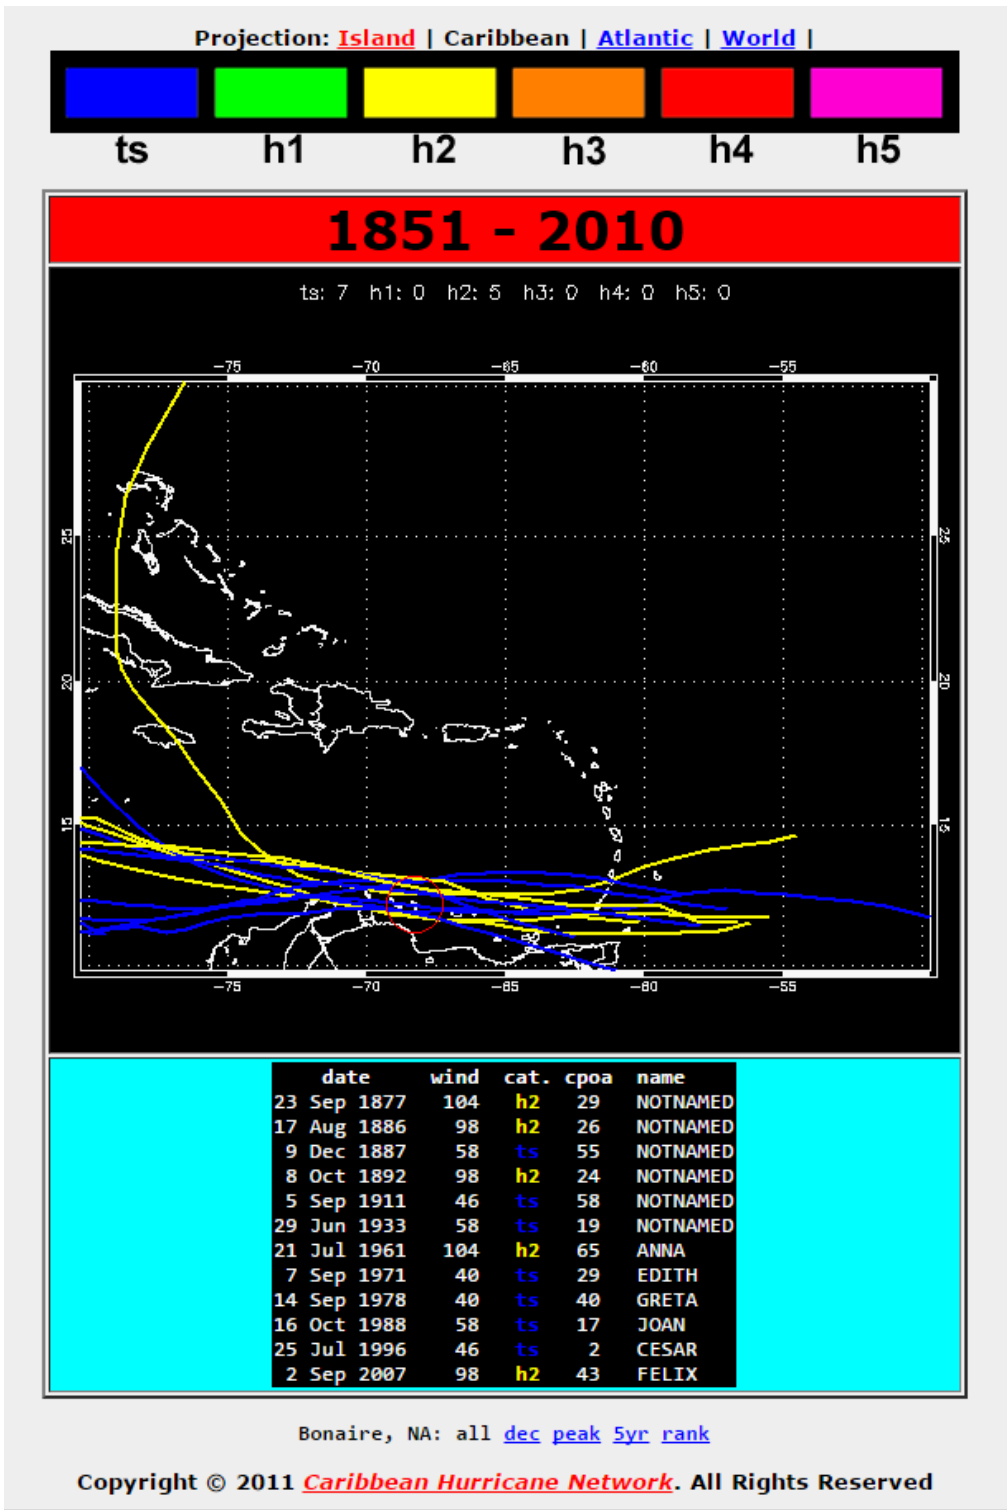 Projection: Island | Caribbean | Atlantic | World |
ts h1 h2 h3 h4 h5
1851 - 2010
ts: 7 h1: 0 h2: 5 h3: 0 h4: 0 h5: 0
-75 -70 -65 -60 -55
25 25
20 20
15 15
-75 -70 -65 -60 -55
date wind cat. cpoa name
23 Sep 1877 104 h2 29 NOTNAMED
17 Aug 1886 98 h2 26 NOTNAMED
9 Dec 1887 58 ts 55 NOTNAMED
8 Oct 1892 98 h2 24 NOTNAMED
5 Sep 1911 46 ts 58 NOTNAMED
29 Jun 1933 58 ts 19 NOTNAMED
21 Jul 1961 104 h2 65 ANNA
7 Sep 1971 40 ts 29 EDITH
14 Sep 1978 40 ts 40 GRETA
16 Oct 1988 58 ts 17 JOAN
25 Jul 1996 46 ts 2 CESAR
2 Sep 2007 98 h2 43 FELIX
Bonaire, NA: all dec peak 5yr rank
Copyright © 2011 Caribbean Hurricane Network. All Rights Reserved